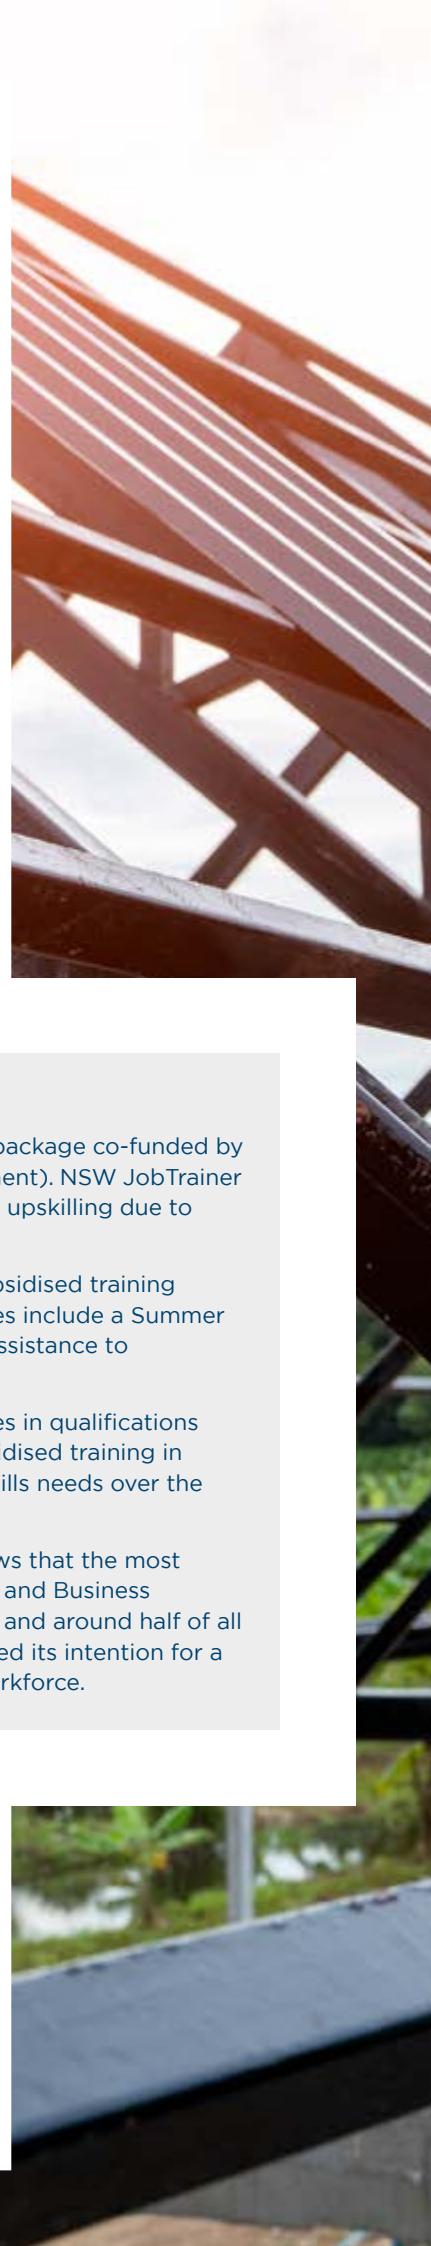 package co-funded by
ent). NSW JobTrainer
upskilling due to
sidised training
es include a Summer
ssistance to
es in qualifications
idised training in
ills needs over the
ws that the most
and Business
and around half of all
ed its intention for a
rkforce.